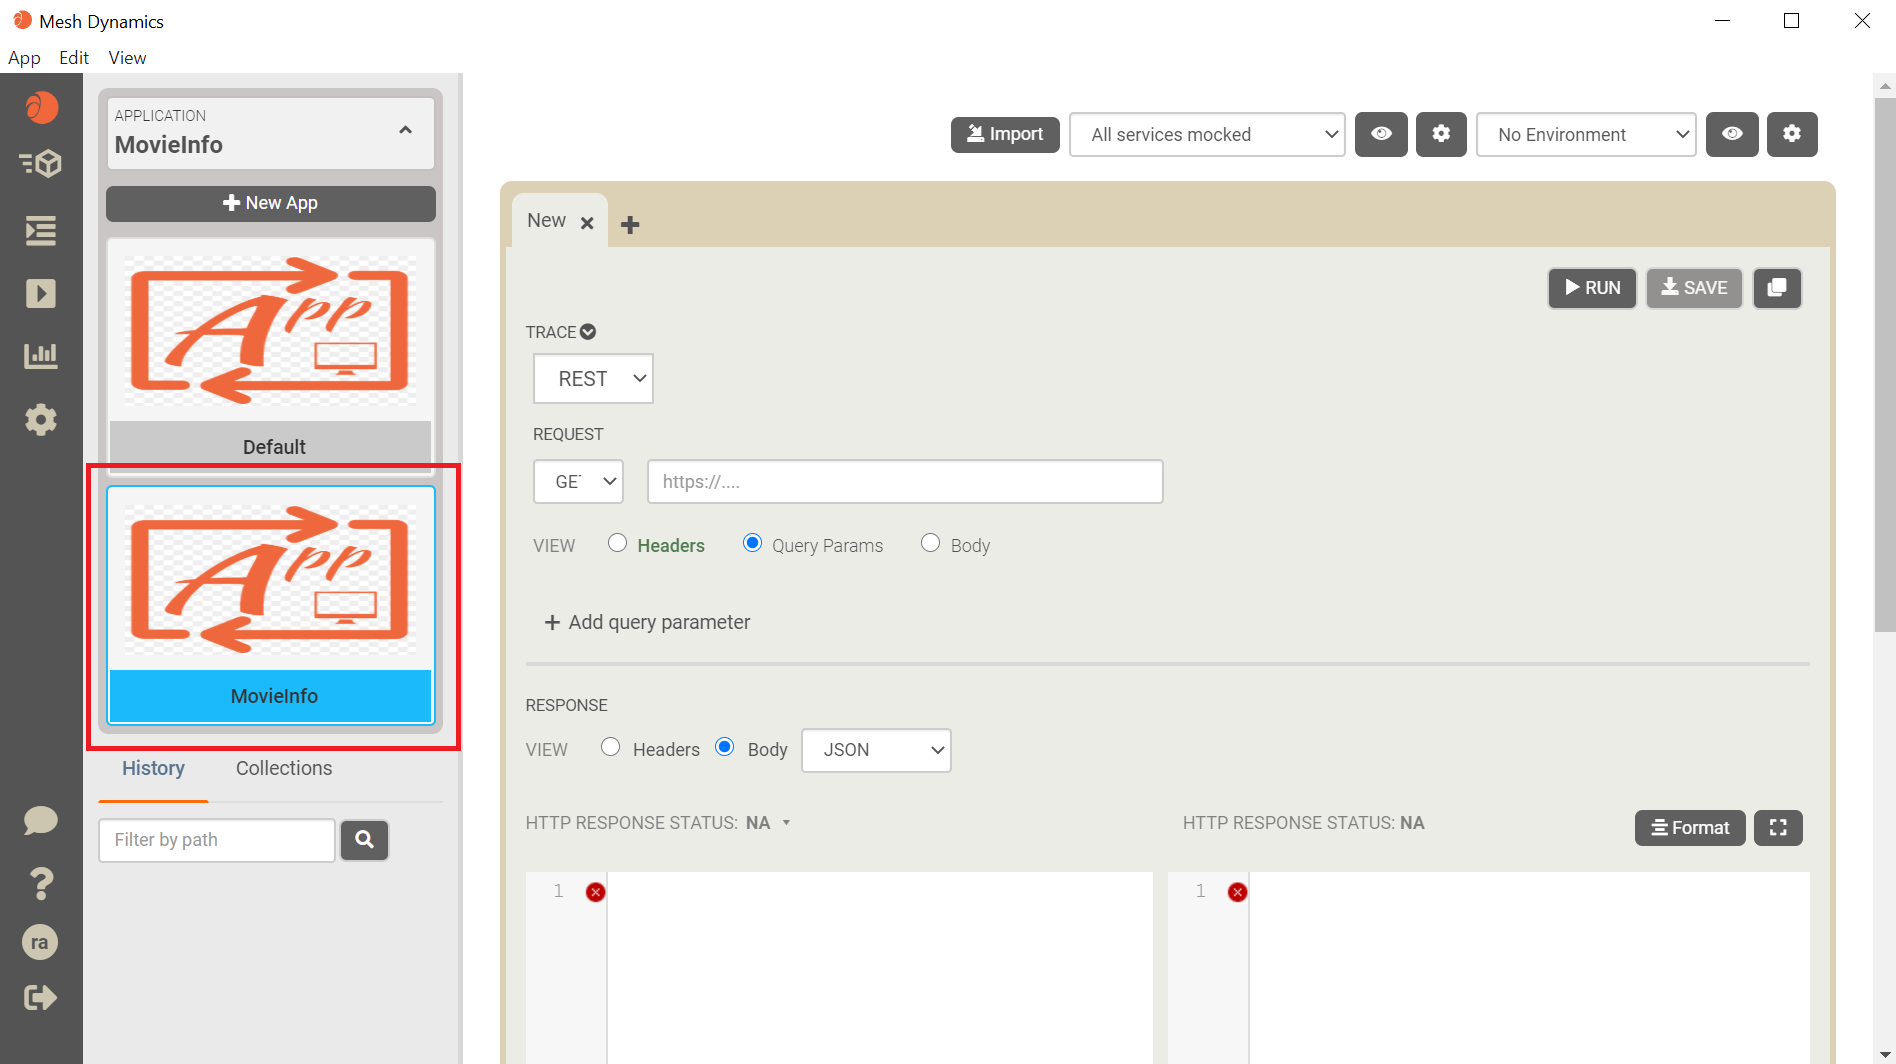 Mesh Dynamics
App Edit View
APPLICATION
MovieInfo
New App
App
Default
App
MovieInfo
History Collections
Filter by path
ra
Import All services mocked No Environment
New
RUN SAVE
TRACE
REST
REQUEST
GET https://....
VIEW Headers Query Params Body
+ Add query parameter
RESPONSE
VIEW Headers Body JSON
HTTP RESPONSE STATUS: NA HTTP RESPONSE STATUS: NA Format
1 1